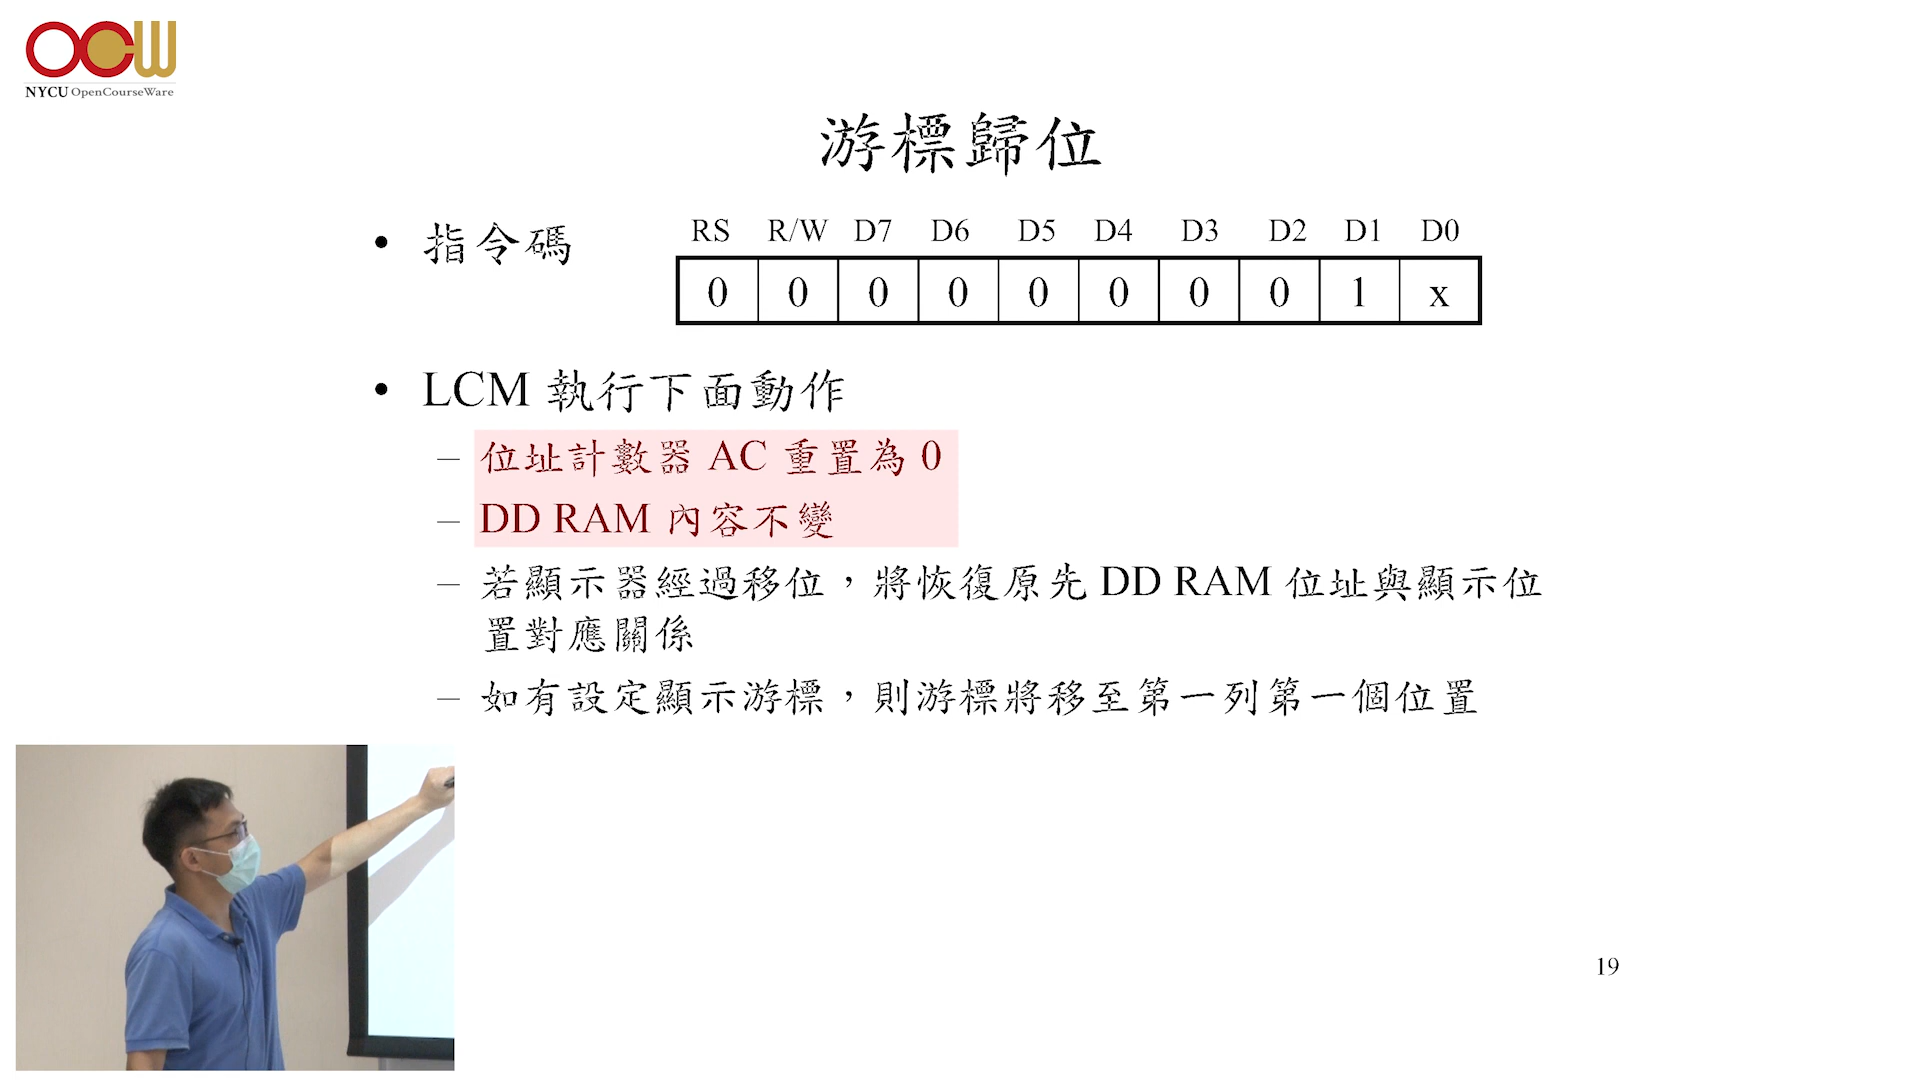 OCW
NYCU OpenCourseWare
游標歸位
• 指令碼
RS R/W D7 D6 D5 D4 D3 D2 D1 D0
0 0 0 0 0 0 0 0 1 x
• LCM 執行下面動作
– 位址計數器 AC 重置為 0
– DD RAM 內容不變
– 若顯示器經過移位，將恢復原先 DD RAM 位址與顯示位
置對應關係
– 如有設定顯示游標，則游標將移至第一列第一個位置
19